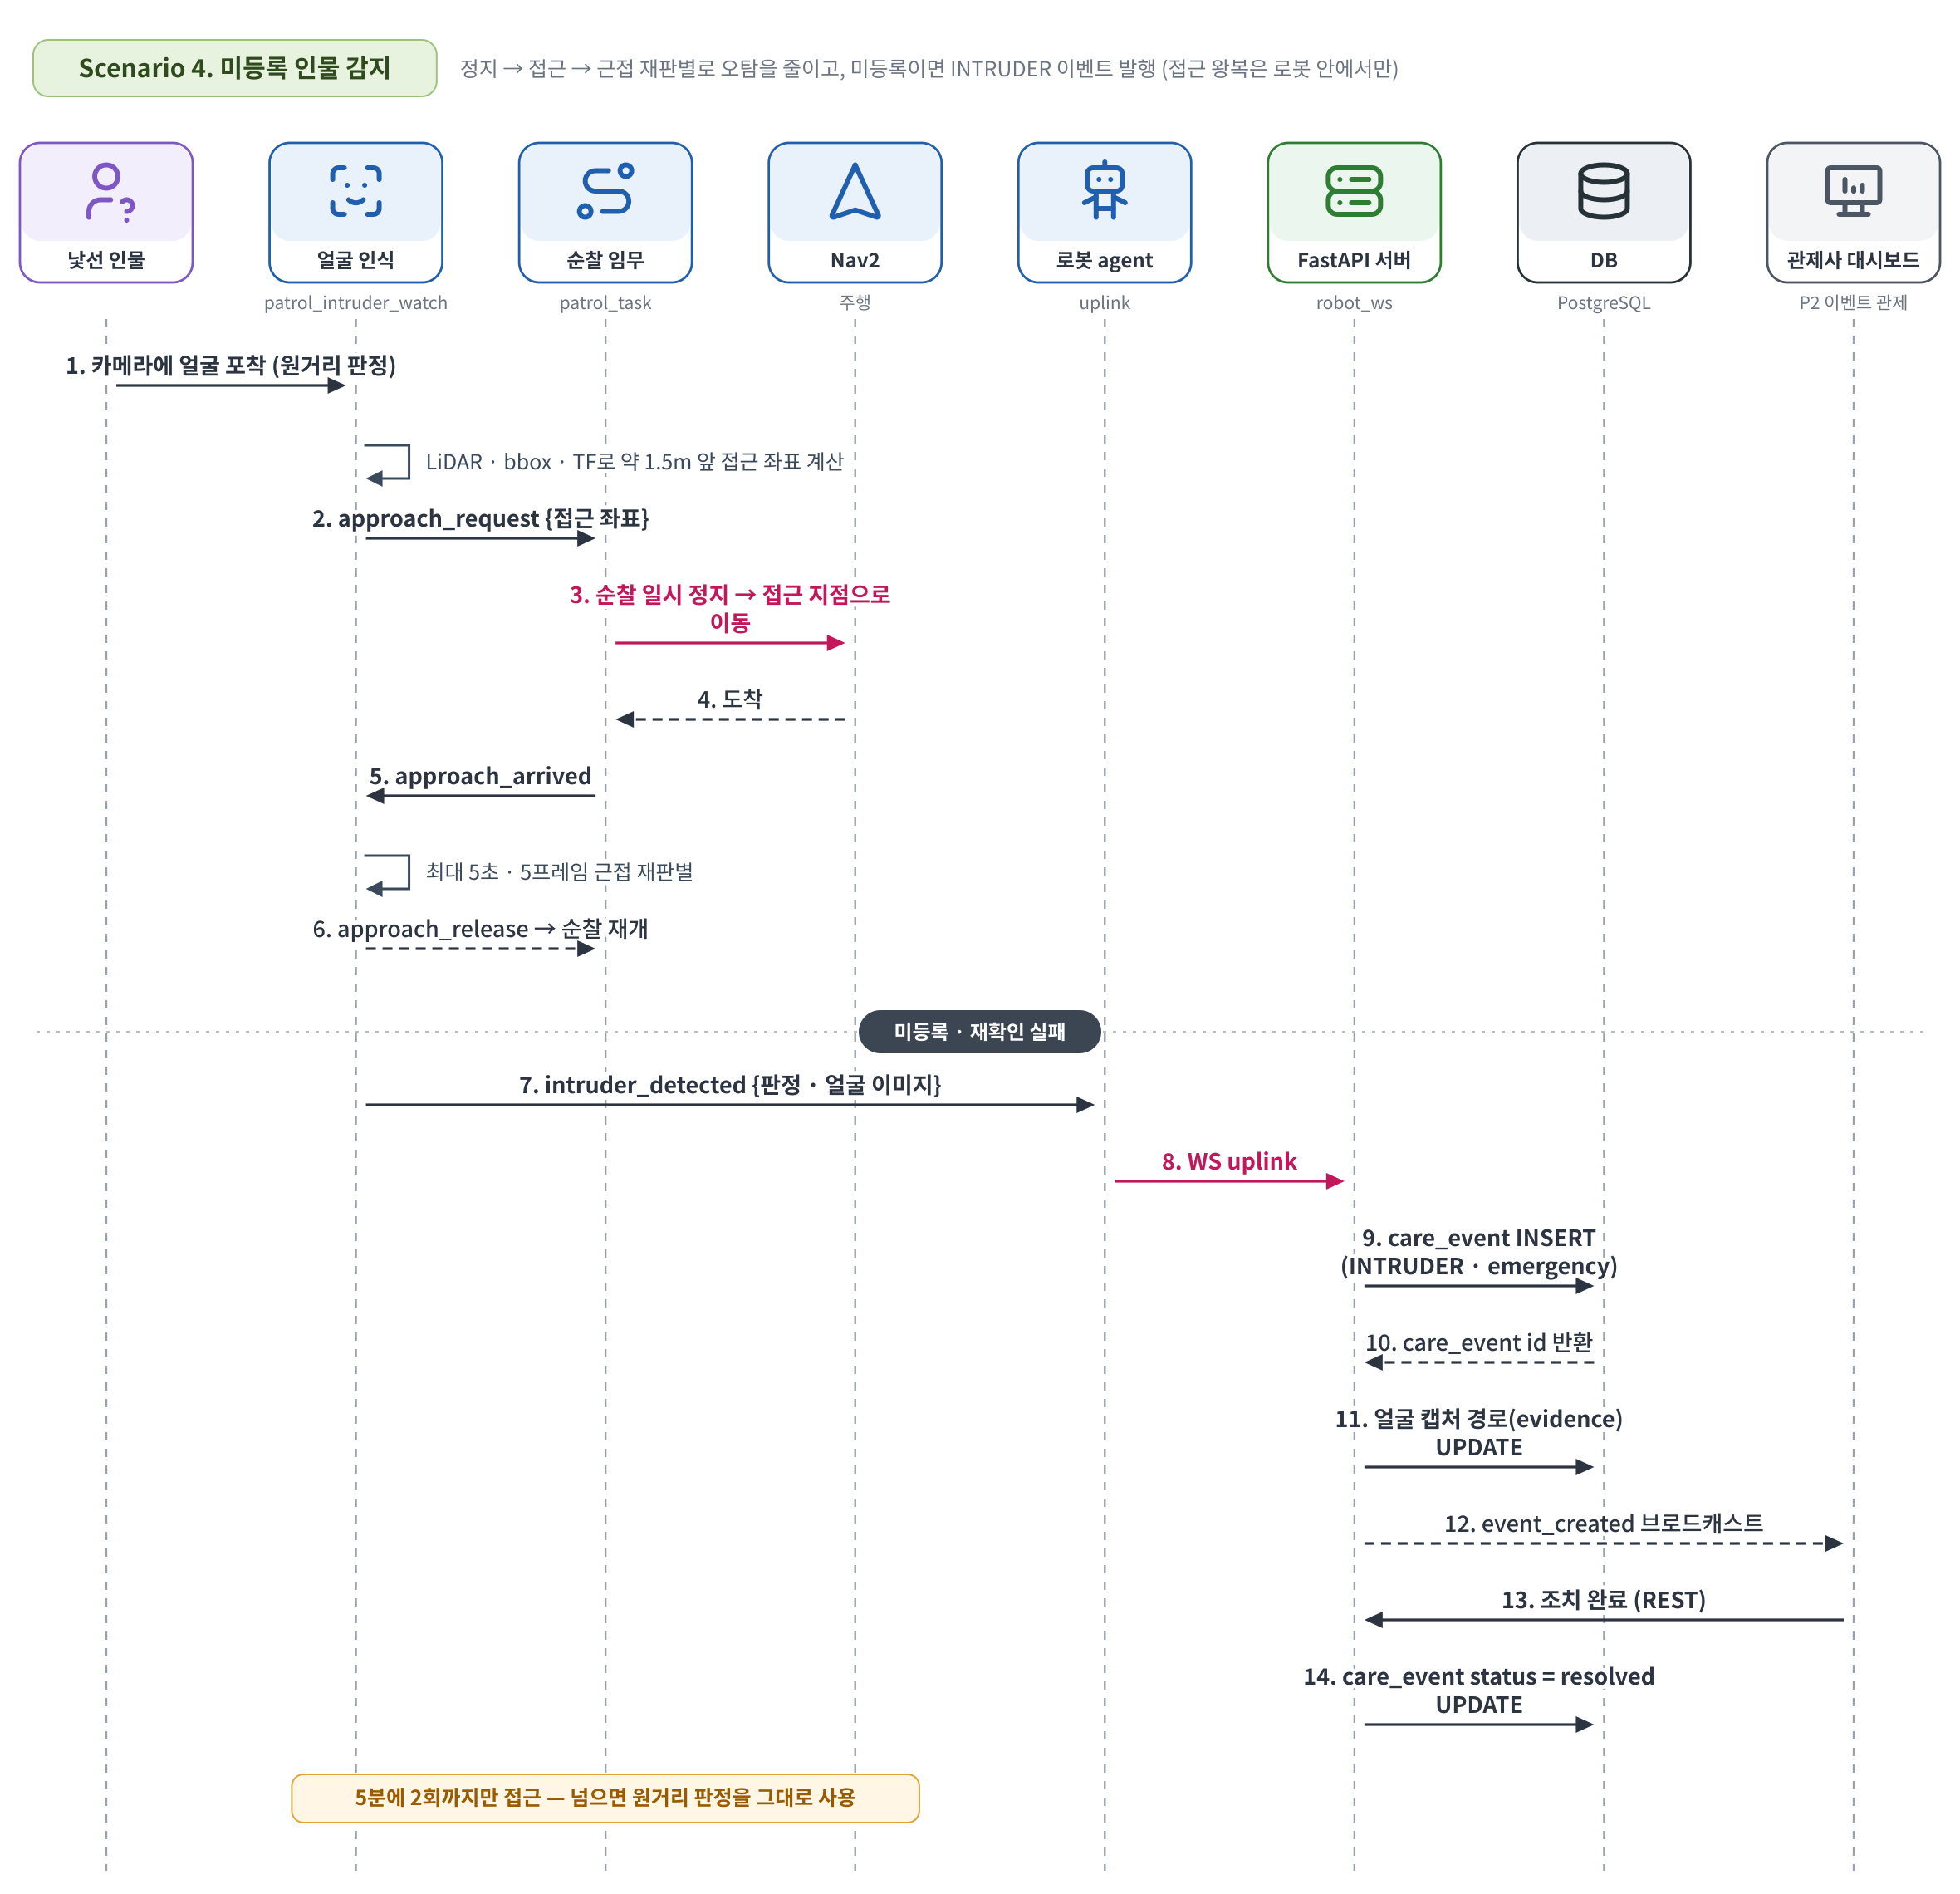 Scenario 4. 미등록 인물 감지
정지 → 접근 → 근접 재판별로 오탐을 줄이고, 미등록이면 INTRUDER 이벤트 발행 (접근 왕복은 로봇 안에서만)
낯선 인물
얼굴 인식
순찰 임무
Nav2
로봇 agent
FastAPI 서버
DB
관제사 대시보드
patrol_intruder_watch
patrol_task
주행
uplink
robot_ws
PostgreSQL
P2 이벤트 관제
1. 카메라에 얼굴 포착 (원거리 판정)
LiDAR · bbox · TF로 약 1.5m 앞 접근 좌표 계산
2. approach_request {접근 좌표}
3. 순찰 일시 정지 → 접근 지점으로
이동
4. 도착
5. approach_arrived
최대 5초 · 5프레임 근접 재판별
6. approach_release → 순찰 재개
미등록 · 재확인 실패
7. intruder_detected {판정 · 얼굴 이미지}
8. WS uplink
9. care_event INSERT
(INTRUDER · emergency)
10. care_event id 반환
11. 얼굴 캡처 경로(evidence)
UPDATE
12. event_created 브로드캐스트
13. 조치 완료 (REST)
14. care_event status = resolved
UPDATE
5분에 2회까지만 접근 — 넘으면 원거리 판정을 그대로 사용